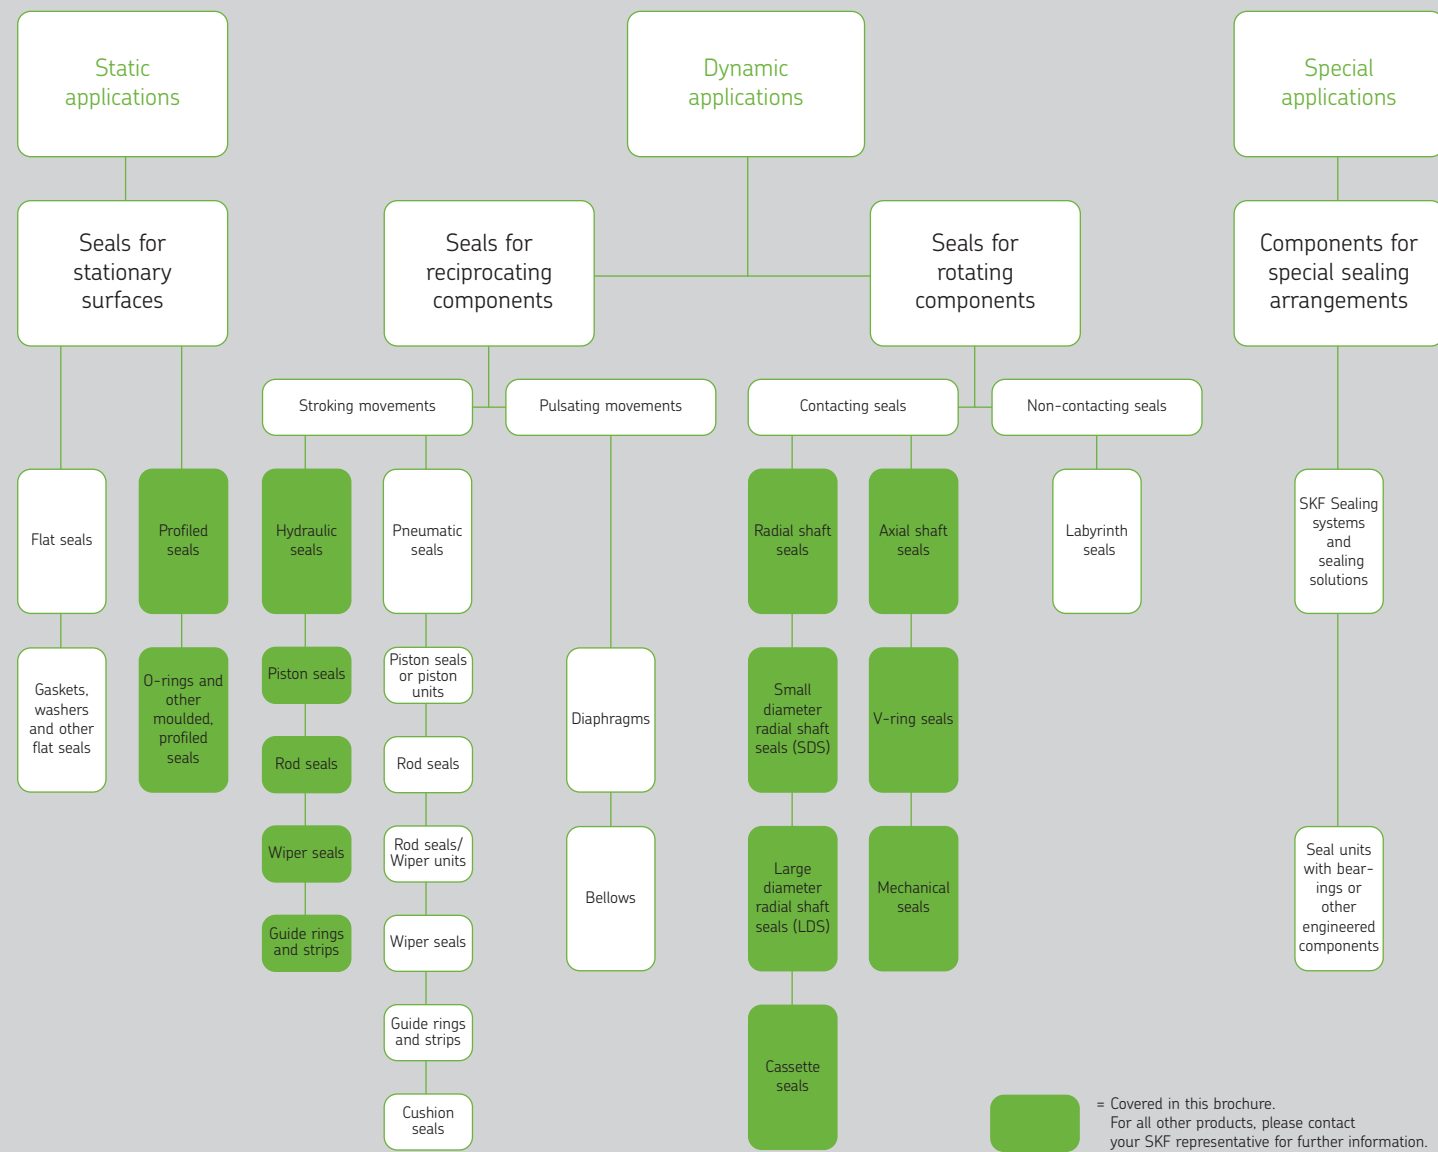 Static
applications
Dynamic
applications
Special
applications
Seals for
stationary
surfaces
Seals for
reciprocating
components
Seals for
rotating
components
Components for
special sealing
arrangements
Stroking movements
Pulsating movements
Contacting seals
Non-contacting seals
Flat seals
Profiled
seals
Hydraulic
seals
Pneumatic
seals
Radial shaft
seals
Axial shaft
seals
Labyrinth
seals
SKF Sealing
systems
and
sealing
solutions
Gaskets,
washers
and other
flat seals
O-rings and
other
moulded,
profiled
seals
Piston seals
Piston seals
or piston
units
Diaphragms
Small
diameter
radial shaft
seals (SDS)
V-ring seals
Rod seals
Rod seals
Wiper seals
Rod seals/
Wiper units
Bellows
Large
diameter
radial shaft
seals (LDS)
Mechanical
seals
Seal units
with bear-
ings or
other
engineered
components
Guide rings
and strips
Wiper seals
Guide rings
and strips
Cassette
seals
Cushion
seals
= Covered in this brochure.
For all other products, please contact
your SKF representative for further information.